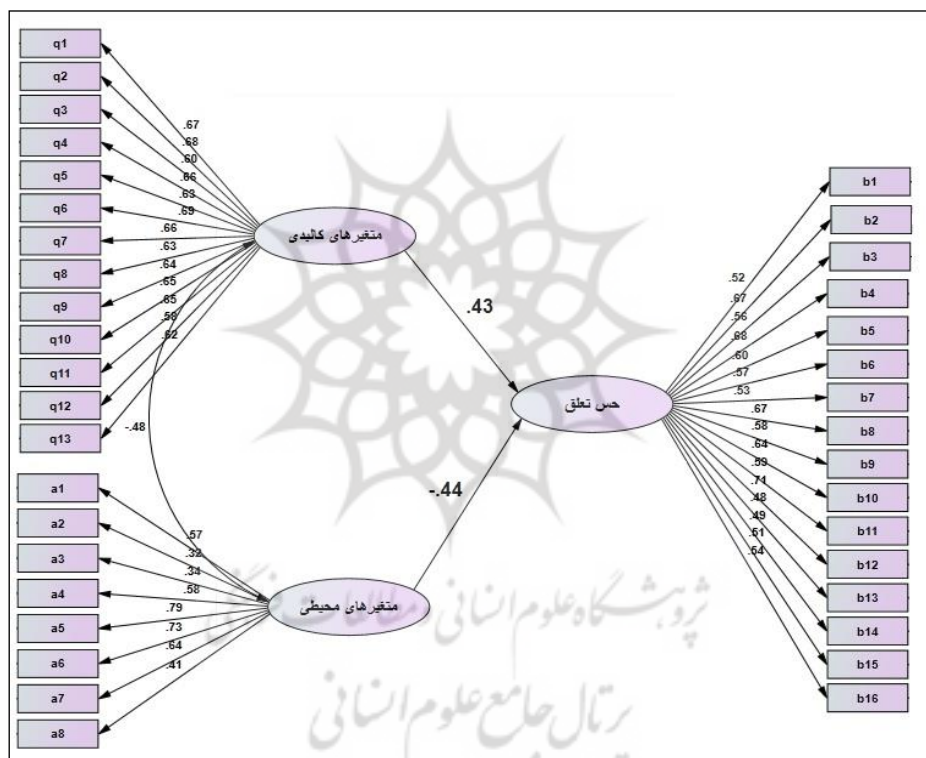 q1
q2
q3
q4
q5
q6
q7
q8
q9
q10
q11
q12
q13
.67
.68
.60
.66
.63
.69
.66
.63
.64
.65
.65
.58
.62
متغیرهای کالبدی
.43
-.48
a1
a2
a3
a4
a5
a6
a7
a8
.57
.32
.34
.58
.79
.73
.64
.41
متغیرهای محیطی
-.44
حس تعلق
.52
.67
.56
.68
.60
.57
.53
.67
.58
.64
.59
.71
.48
.49
.51
.54
b1
b2
b3
b4
b5
b6
b7
b8
b9
b10
b11
b12
b13
b14
b15
b16
پژوهشگاه علوم انسانی و مطالعات فرهنگی
پرتال جامع علوم انسانی